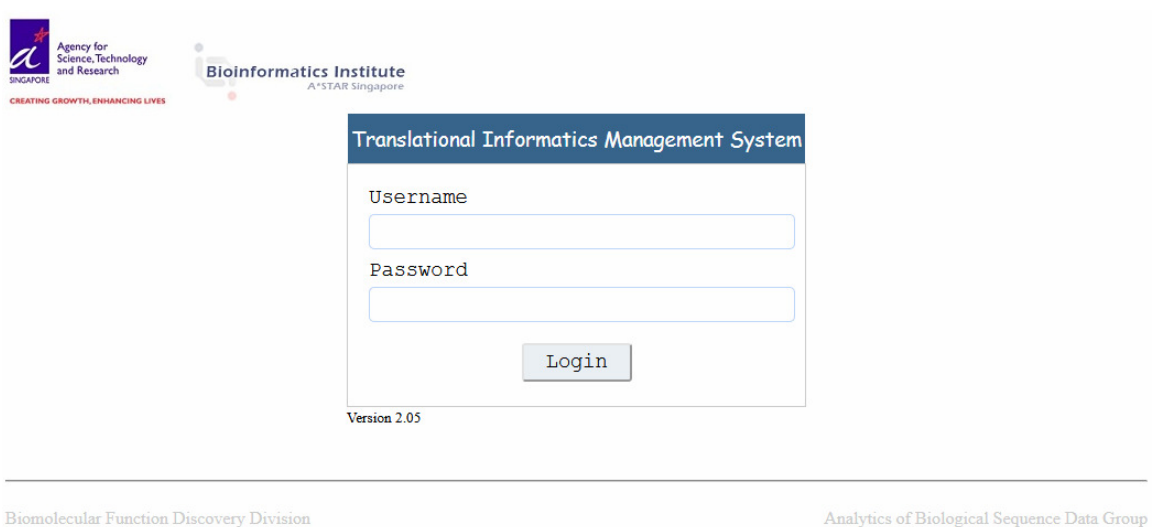 Agency for
Science, Technology
and Research
SINGAPORE
CREATING GROWTH, ENHANCING LIVES
Bioinformatics Institute
A*STAR Singapore
Translational Informatics Management System
Username
Password
Login
Version 2.05
Biomolecular Function Discovery Division
Analytics of Biological Sequence Data Group